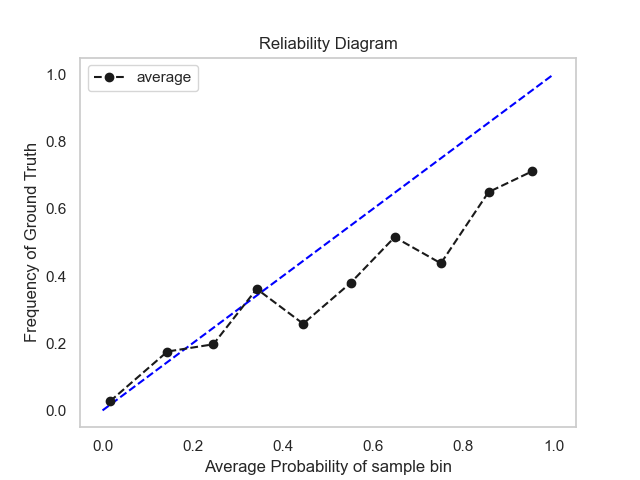 Reliability Diagram
average
Frequency of Ground Truth
1.0
0.8
0.6
0.4
0.2
0.0
0.0 0.2 0.4 0.6 0.8 1.0
Average Probability of sample bin